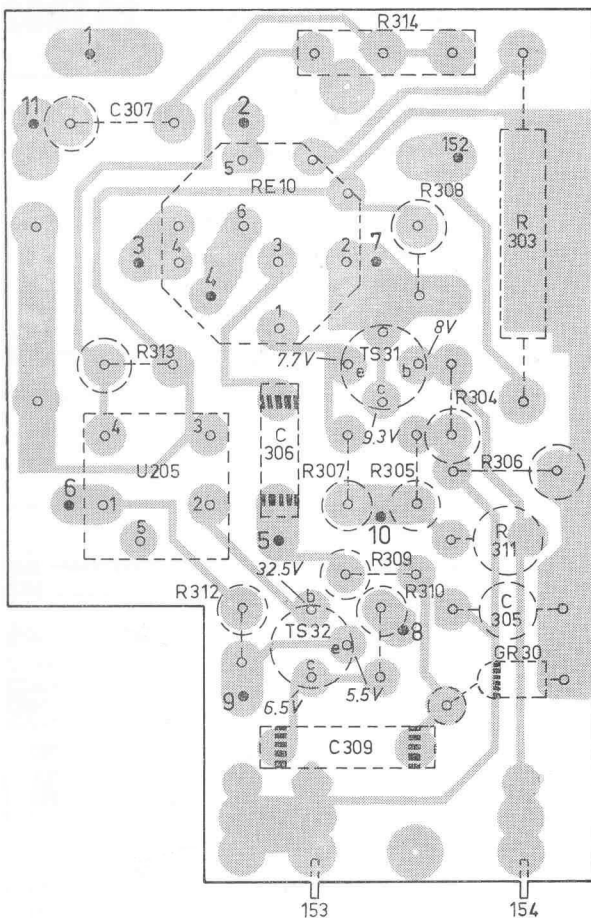 R314
1
11
C307
2
152
5
RE10
R308
R
303
6
3
4
4
3
2
7
1
8V
7.7V
e
TS31
b
R313
c
9.3V
R304
C
306
4
3
U205
R307
R305
R306
6
1
2
5
5
10
R
311
32.5V
R309
R312
b
R310
C
305
TS32
e
8
GR30
c
9
5.5V
6.5V
C309
153
154